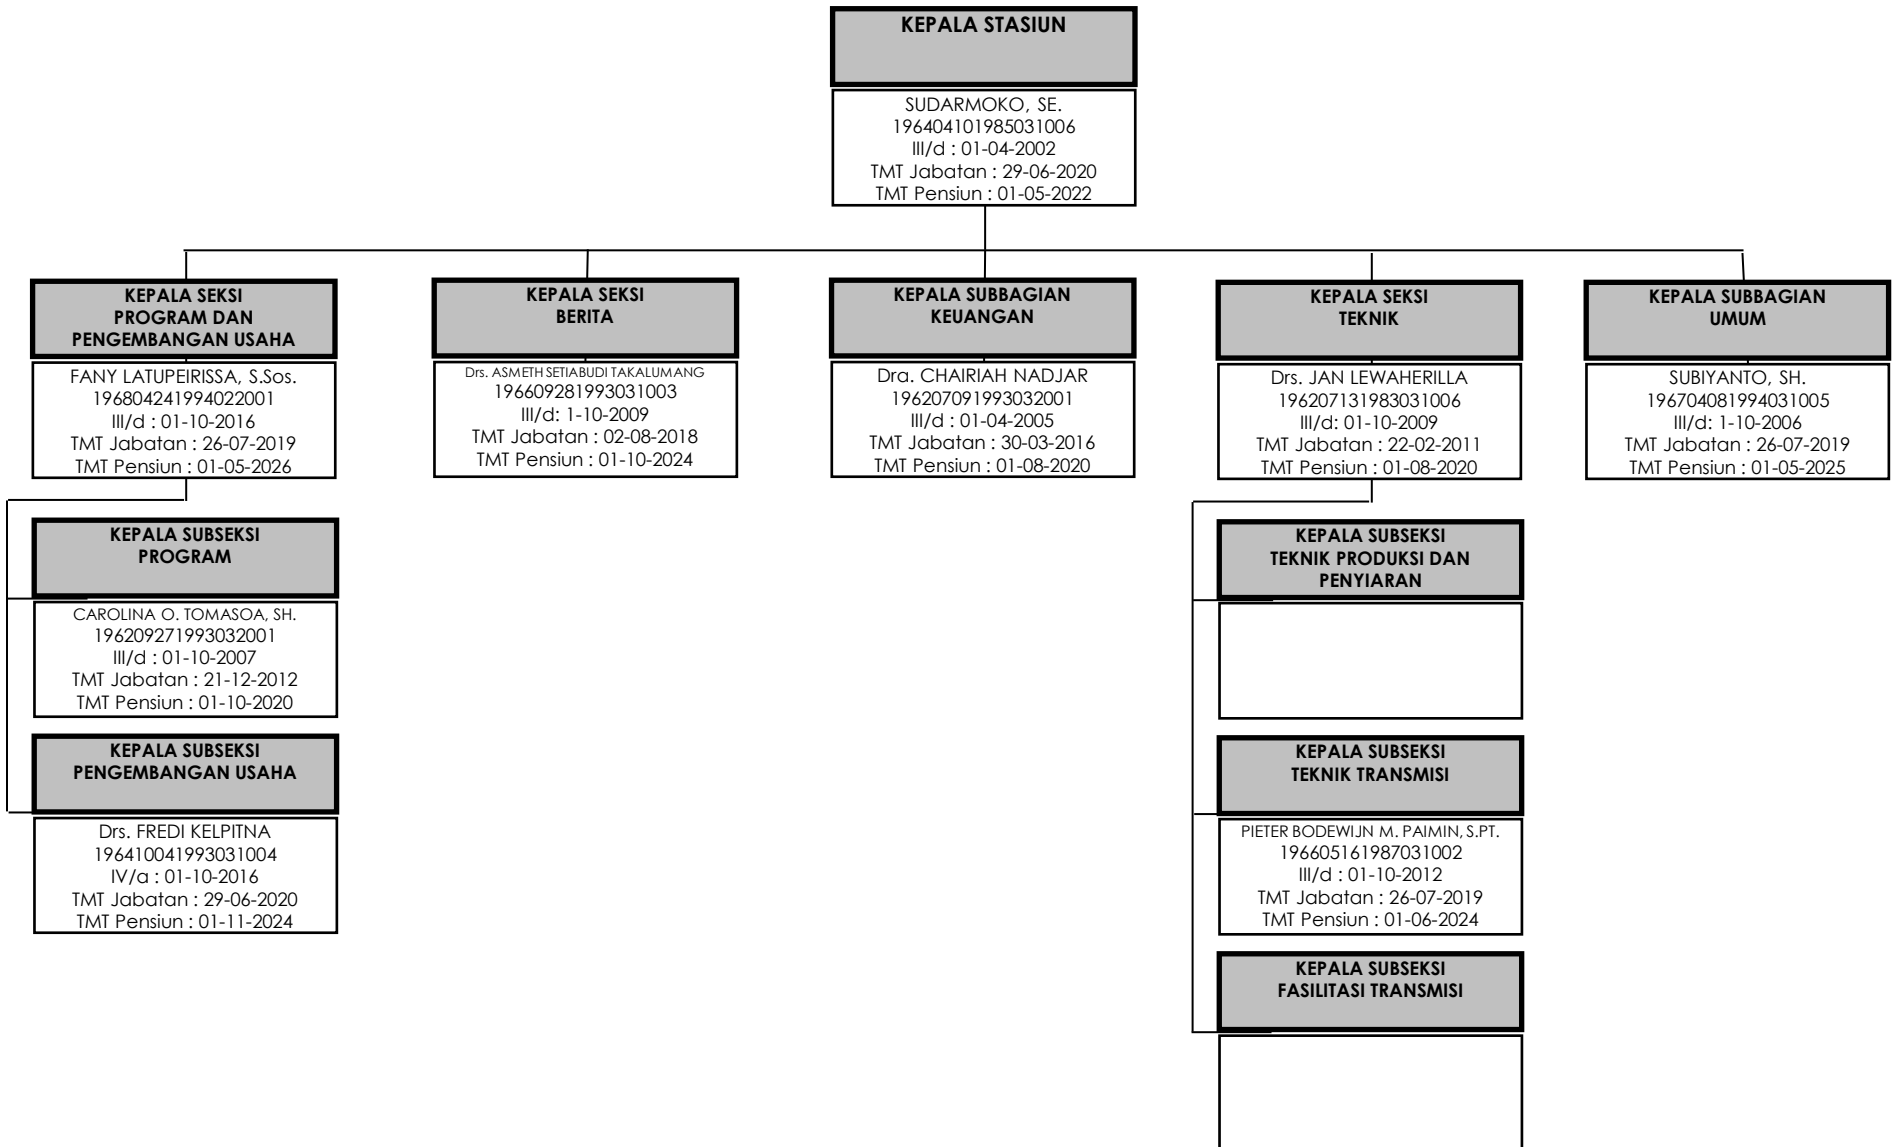 KEPALA STASIUN
SUDARMOKO, SE.
196404101985031006
III/d : 01-04-2002
TMT Jabatan : 29-06-2020
TMT Pensiun : 01-05-2022
KEPALA SEKSI
PROGRAM DAN
PENGEMBANGAN USAHA
FANY LATUPEIRISSA, S.Sos.
196804241994022001
III/d : 01-10-2016
TMT Jabatan : 26-07-2019
TMT Pensiun : 01-05-2026
KEPALA SEKSI
BERITA
Drs. ASMETH SETIABUDI TAKALUMANG
196609281993031003
III/d: 1-10-2009
TMT Jabatan : 02-08-2018
TMT Pensiun : 01-10-2024
KEPALA SUBBAGIAN
KEUANGAN
Dra. CHAIRIAH NADJAR
196207091993032001
III/d : 01-04-2005
TMT Jabatan : 30-03-2016
TMT Pensiun : 01-08-2020
KEPALA SEKSI
TEKNIK
Drs. JAN LEWAHERILLA
196207131983031006
III/d: 01-10-2009
TMT Jabatan : 22-02-2011
TMT Pensiun : 01-08-2020
KEPALA SUBBAGIAN
UMUM
SUBIYANTO, SH.
196704081994031005
III/d: 1-10-2006
TMT Jabatan : 26-07-2019
TMT Pensiun : 01-05-2025
KEPALA SUBSEKSI
PROGRAM
CAROLINA O. TOMASOA, SH.
196209271993032001
III/d : 01-10-2007
TMT Jabatan : 21-12-2012
TMT Pensiun : 01-10-2020
KEPALA SUBSEKSI
PENGEMBANGAN USAHA
Drs. FREDI KELPITNA
196410041993031004
IV/a : 01-10-2016
TMT Jabatan : 29-06-2020
TMT Pensiun : 01-11-2024
KEPALA SUBSEKSI
TEKNIK PRODUKSI DAN
PENYIARAN
KEPALA SUBSEKSI
TEKNIK TRANSMISI
PIETER BODEWIJN M. PAIMIN, S.PT.
196605161987031002
III/d : 01-10-2012
TMT Jabatan : 26-07-2019
TMT Pensiun : 01-06-2024
KEPALA SUBSEKSI
FASILITASI TRANSMISI